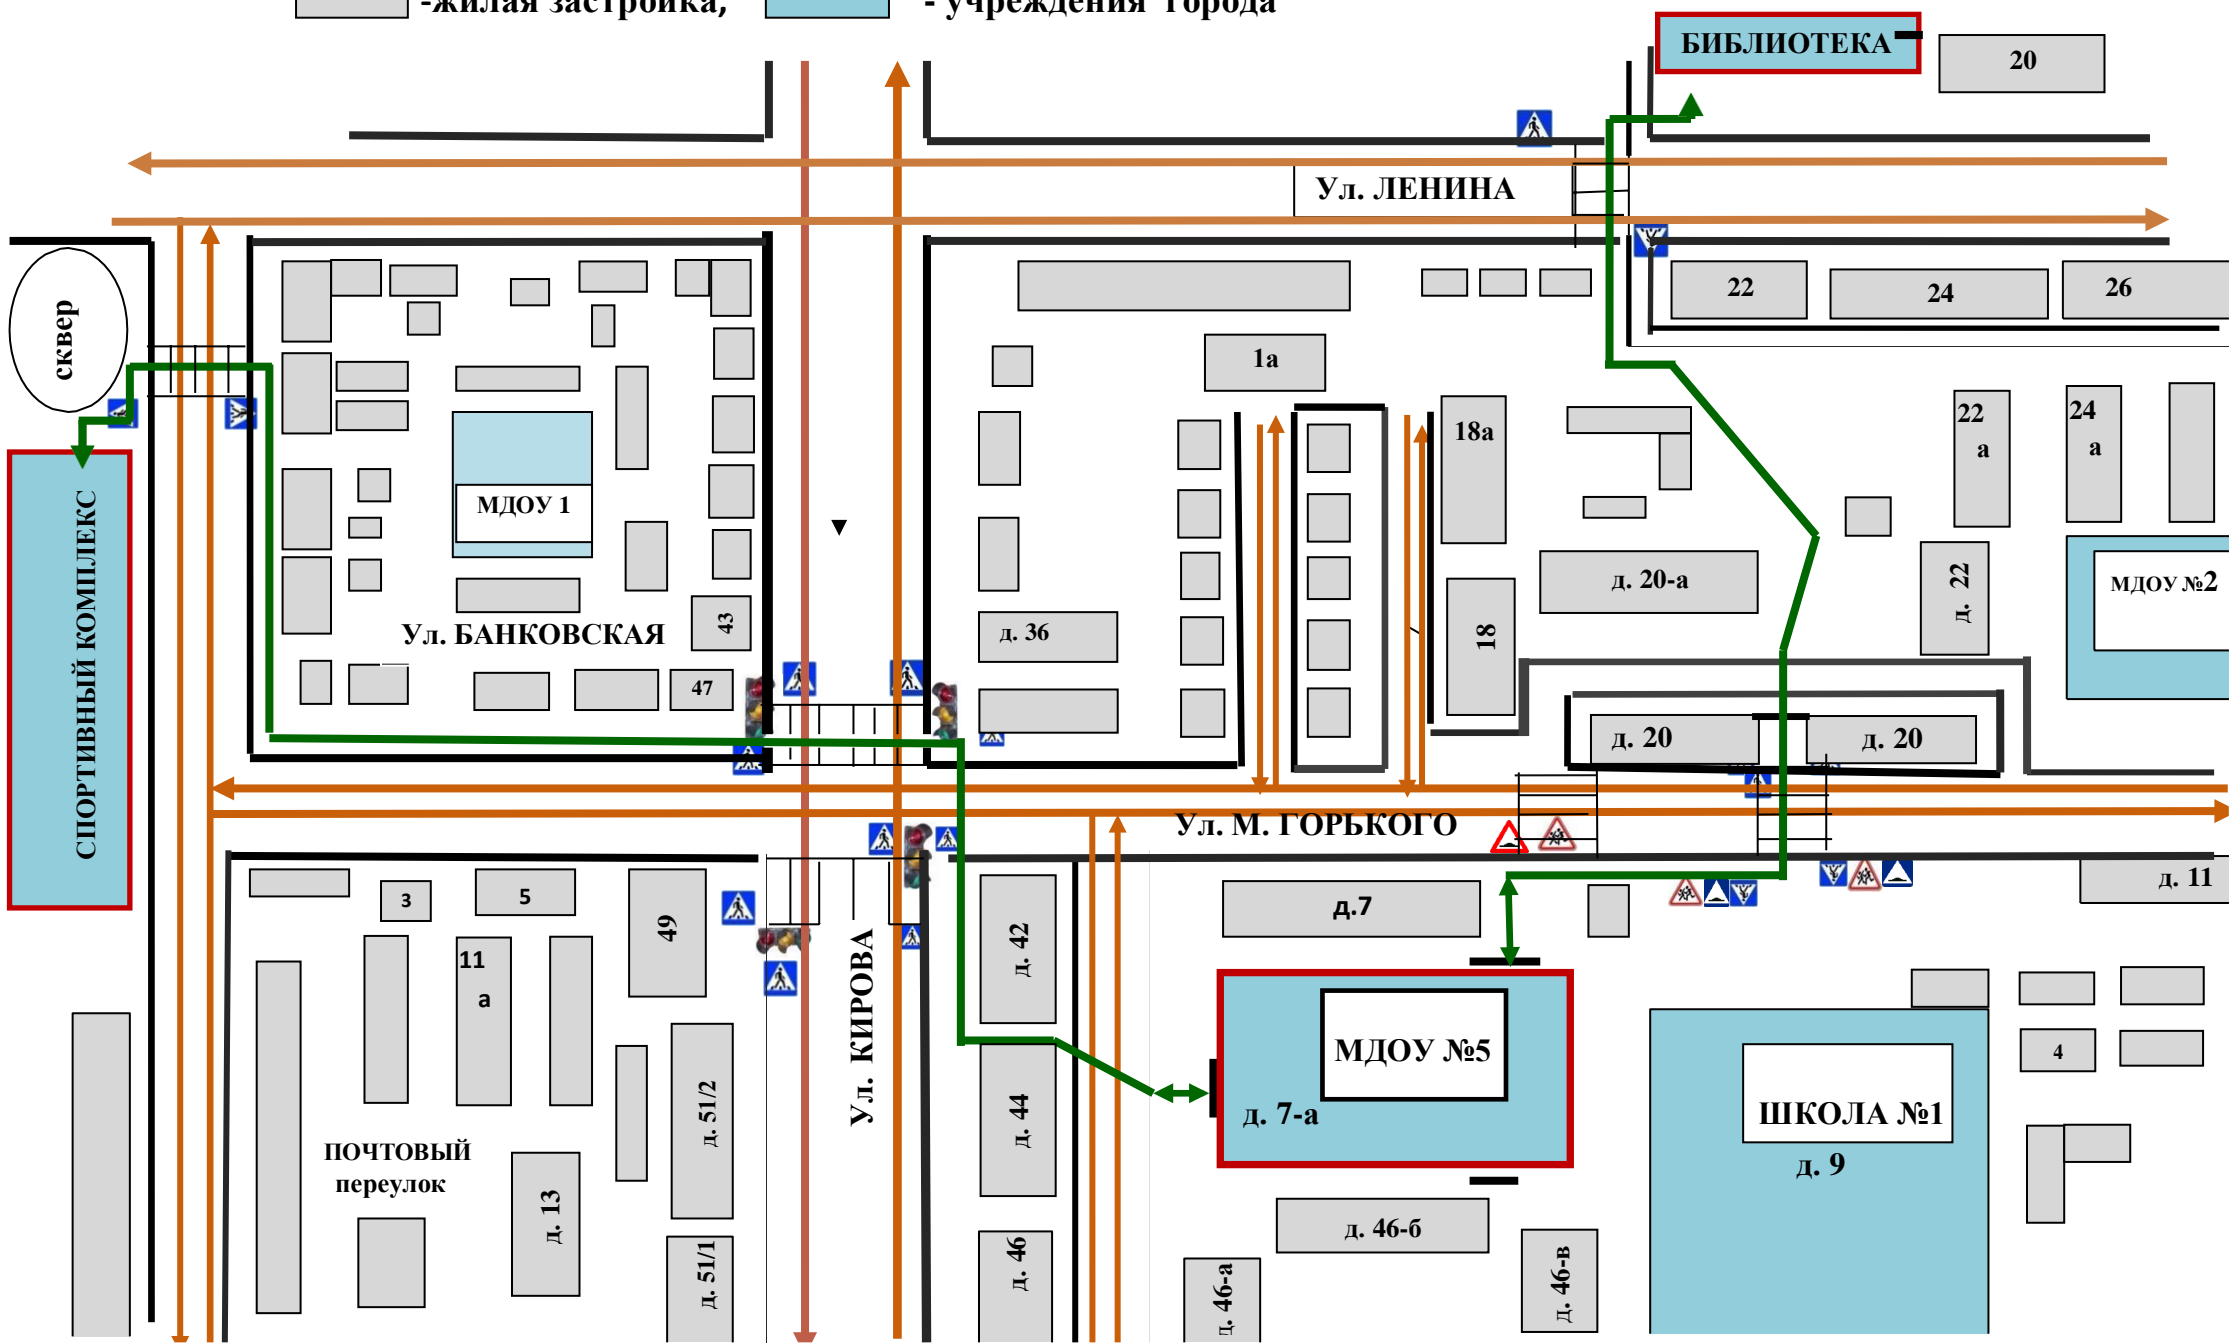 -жилая застройка,
- учреждения города
БИБЛИОТЕКА
20
Ул. ЛЕНИНА
сквер
22
24
26
1а
18а
22
а
24
а
МДОУ 1
СПОРТИВНЫЙ КОМПЛЕКС
д. 20-а
д. 22
МДОУ №2
Ул. БАНКОВСКАЯ
43
д. 36
18
47
д. 20
д. 20
Ул. М. ГОРЬКОГО
3
5
49
д. 42
д.7
д. 11
11
а
Ул. КИРОВА
МДОУ №5
д. 7-а
4
ШКОЛА №1
д. 9
д. 51/2
д. 44
ПОЧТОВЫЙ
переулок
д. 13
д. 51/1
д. 46
д. 46-б
д. 46-а
д. 46-в